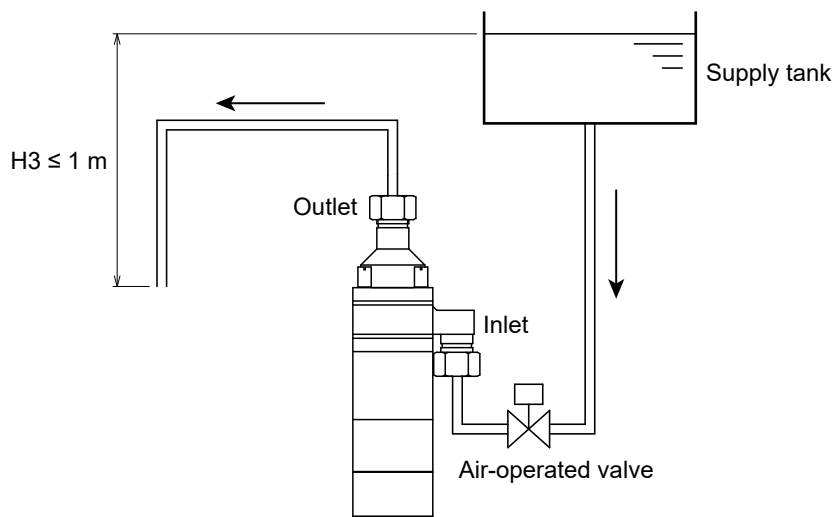 Supply tank
H3 ≤ 1 m
Outlet
Inlet
Air-operated valve